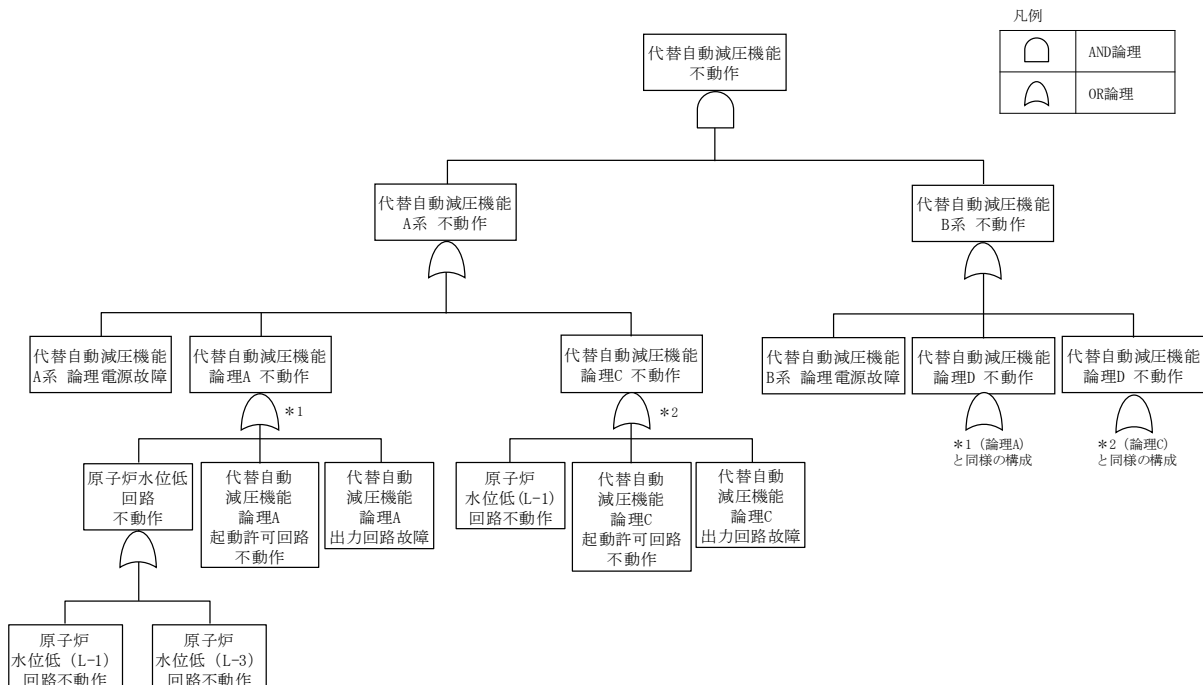 凡例
AND論理
OR論理
代替自動減圧機能
不動作
代替自動減圧機能
A系 不動作
代替自動減圧機能
B系 不動作
代替自動減圧機能
A系 論理電源故障
代替自動減圧機能
論理A 不動作
代替自動減圧機能
論理C 不動作
代替自動減圧機能
B系 論理電源故障
代替自動減圧機能
論理D 不動作
代替自動減圧機能
論理D 不動作
*1
*2
*1(論理A)
と同様の構成
*2(論理C)
と同様の構成
原子炉水位低
回路
不動作
代替自動
減圧機能
論理A
起動許可回路
不動作
代替自動
減圧機能
論理A
出力回路故障
原子炉
水位低(L-1)
回路不動作
代替自動
減圧機能
論理C
起動許可回路
不動作
代替自動
減圧機能
論理C
出力回路故障
原子炉
水位低(L-1)
回路不動作
原子炉
水位低(L-3)
回路不動作